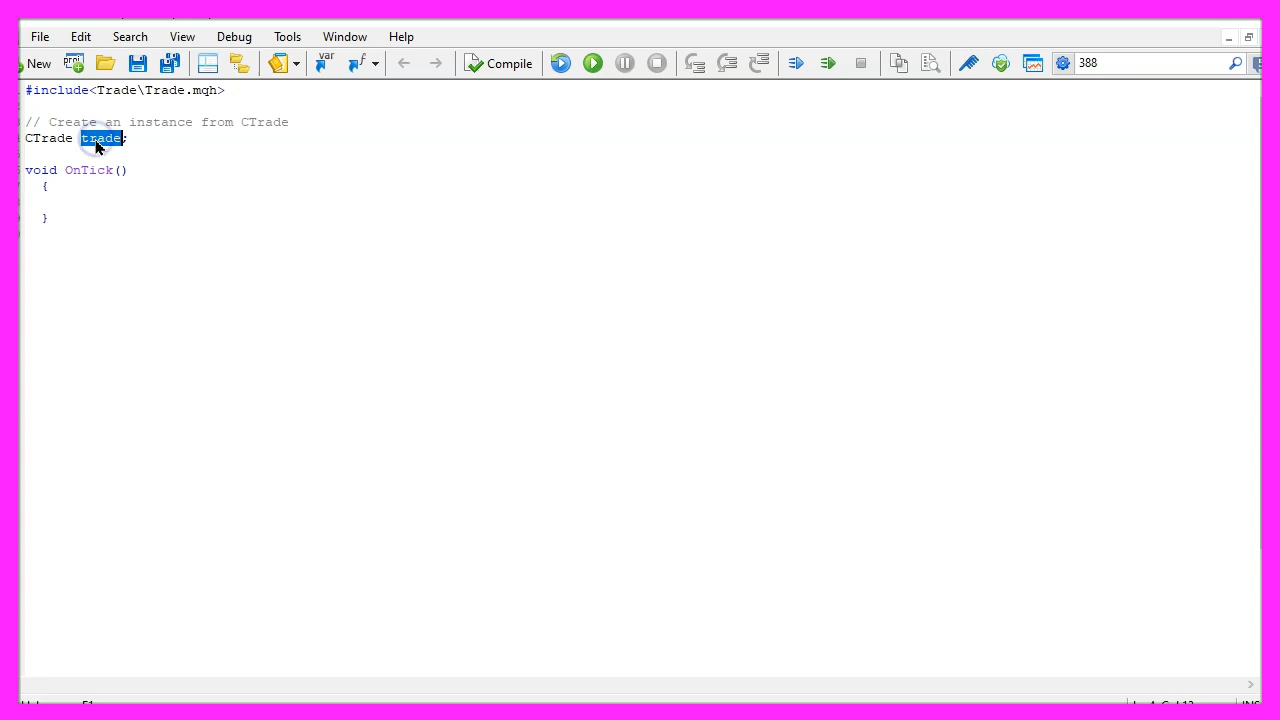 File Edit Search View Debug Tools Window Help
New Compile 388
#include<Trade\Trade.mqh>
// Create an instance from CTrade
CTrade trade;
void OnTick()
{
}